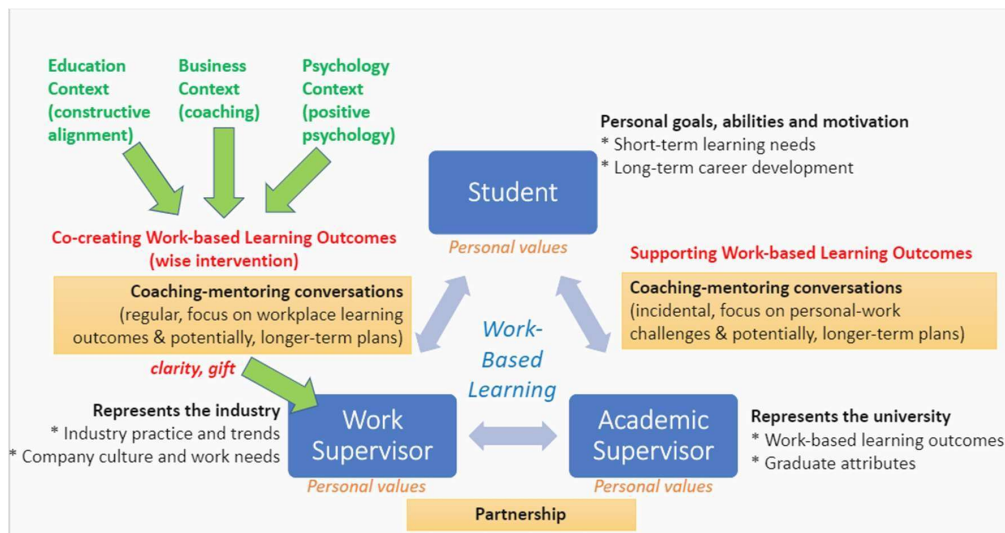 Education
Context
(constructive
alignment)
Business
Context
(coaching)
Psychology
Context
(positive
psychology)
Personal goals, abilities and motivation
* Short-term learning needs
* Long-term career development
Student
Personal values
Co-creating Work-based Learning Outcomes
(wise intervention)
Coaching-mentoring conversations
(regular, focus on workplace learning
outcomes & potentially, longer-term plans)
clarity, gift
Supporting Work-based Learning Outcomes
Coaching-mentoring conversations
(incidental, focus on personal-work
challenges & potentially, longer-term plans)
Work-
Based
Learning
Represents the industry
* Industry practice and trends
* Company culture and work needs
Work
Supervisor
Personal values
Academic
Supervisor
Personal values
Represents the university
* Work-based learning outcomes
* Graduate attributes
Partnership